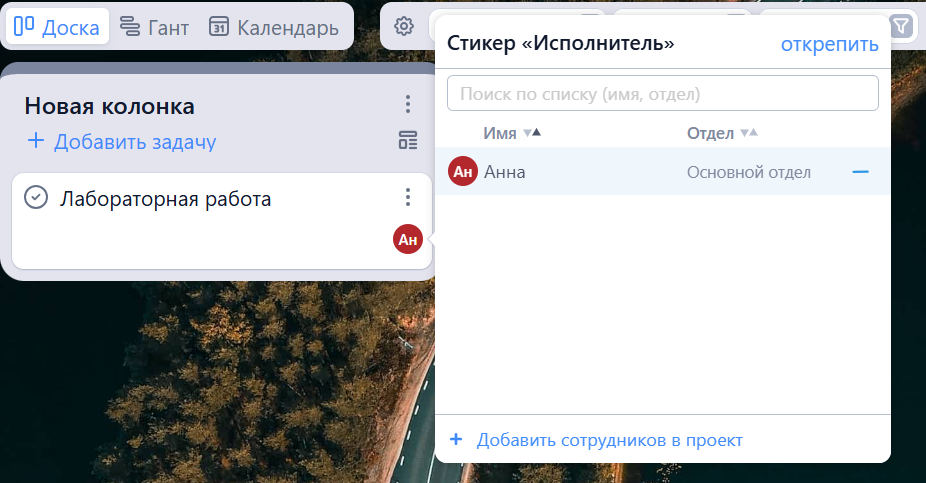 Доска Гант 31 Календарь
Новая колонка
+ Добавить задачу
Лабораторная работа
Ан
Стикер «Исполнитель»
открепить
Поиск по списку (имя, отдел)
Имя Отдел
Ан Анна Основной отдел
+ Добавить сотрудников в проект